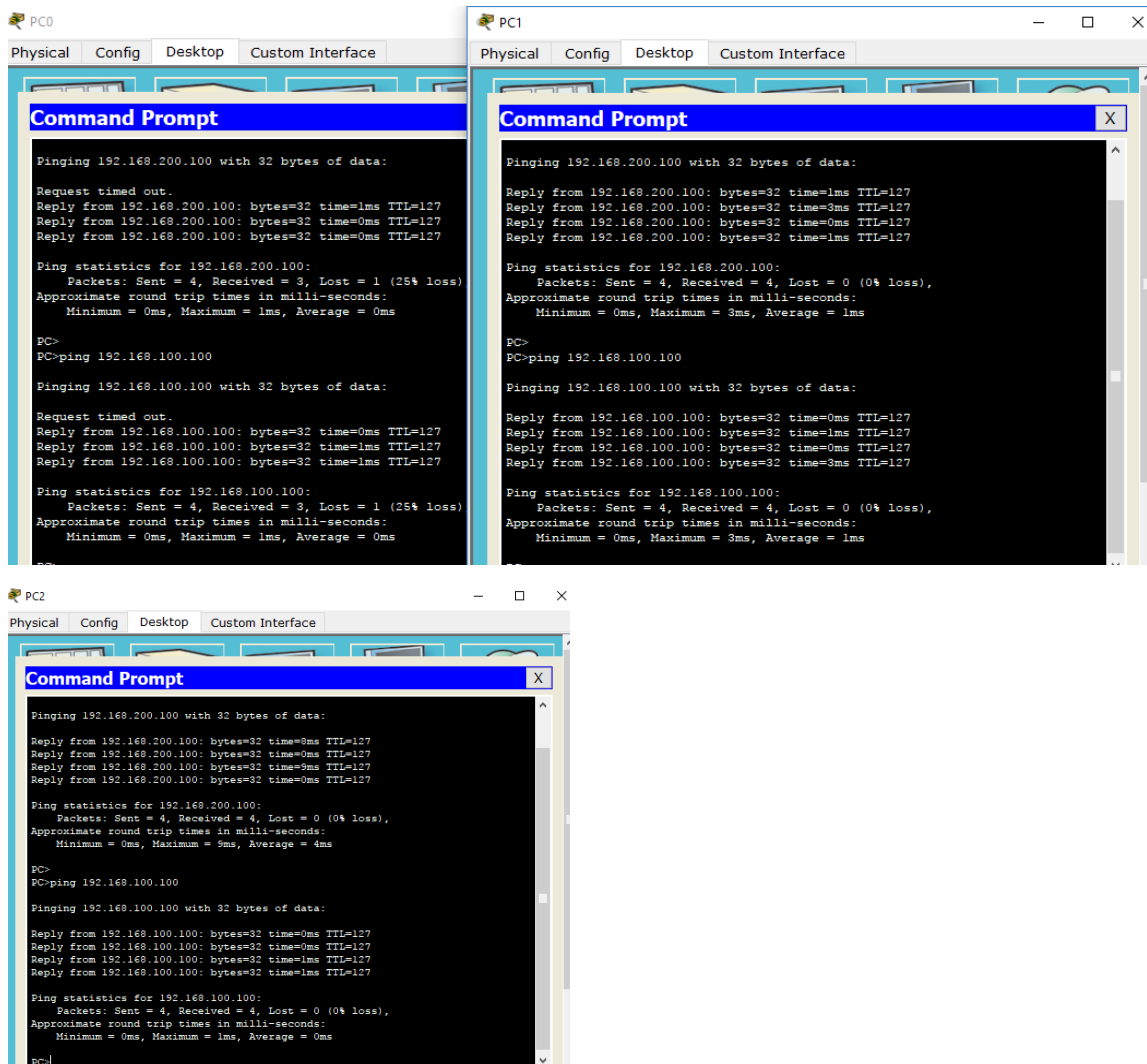 PC0
Physical Config Desktop Custom Interface
Command Prompt
Pinging 192.168.200.100 with 32 bytes of data:
Request timed out.
Reply from 192.168.200.100: bytes=32 time=1ms TTL=127
Reply from 192.168.200.100: bytes=32 time=0ms TTL=127
Reply from 192.168.200.100: bytes=32 time=0ms TTL=127
Ping statistics for 192.168.200.100:
Packets: Sent = 4, Received = 3, Lost = 1 (25% loss)
Approximate round trip times in milli-seconds:
Minimum = 0ms, Maximum = 1ms, Average = 0ms
PC>
PC>ping 192.168.100.100
Pinging 192.168.100.100 with 32 bytes of data:
Request timed out.
Reply from 192.168.100.100: bytes=32 time=0ms TTL=127
Reply from 192.168.100.100: bytes=32 time=1ms TTL=127
Reply from 192.168.100.100: bytes=32 time=1ms TTL=127
Ping statistics for 192.168.100.100:
Packets: Sent = 4, Received = 3, Lost = 1 (25% loss)
Approximate round trip times in milli-seconds:
Minimum = 0ms, Maximum = 1ms, Average = 0ms
PC1
Physical Config Desktop Custom Interface
Command Prompt X
Pinging 192.168.200.100 with 32 bytes of data:
Reply from 192.168.200.100: bytes=32 time=1ms TTL=127
Reply from 192.168.200.100: bytes=32 time=3ms TTL=127
Reply from 192.168.200.100: bytes=32 time=0ms TTL=127
Reply from 192.168.200.100: bytes=32 time=1ms TTL=127
Ping statistics for 192.168.200.100:
Packets: Sent = 4, Received = 4, Lost = 0 (0% loss),
Approximate round trip times in milli-seconds:
Minimum = 0ms, Maximum = 3ms, Average = 1ms
PC>
PC>ping 192.168.100.100
Pinging 192.168.100.100 with 32 bytes of data:
Reply from 192.168.100.100: bytes=32 time=0ms TTL=127
Reply from 192.168.100.100: bytes=32 time=1ms TTL=127
Reply from 192.168.100.100: bytes=32 time=0ms TTL=127
Reply from 192.168.100.100: bytes=32 time=3ms TTL=127
Ping statistics for 192.168.100.100:
Packets: Sent = 4, Received = 4, Lost = 0 (0% loss),
Approximate round trip times in milli-seconds:
Minimum = 0ms, Maximum = 3ms, Average = 1ms
PC2
Physical Config Desktop Custom Interface
Command Prompt X
Pinging 192.168.200.100 with 32 bytes of data:
Reply from 192.168.200.100: bytes=32 time=8ms TTL=127
Reply from 192.168.200.100: bytes=32 time=0ms TTL=127
Reply from 192.168.200.100: bytes=32 time=9ms TTL=127
Reply from 192.168.200.100: bytes=32 time=0ms TTL=127
Ping statistics for 192.168.200.100:
Packets: Sent = 4, Received = 4, Lost = 0 (0% loss),
Approximate round trip times in milli-seconds:
Minimum = 0ms, Maximum = 9ms, Average = 4ms
PC>
PC>ping 192.168.100.100
Pinging 192.168.100.100 with 32 bytes of data:
Reply from 192.168.100.100: bytes=32 time=0ms TTL=127
Reply from 192.168.100.100: bytes=32 time=0ms TTL=127
Reply from 192.168.100.100: bytes=32 time=1ms TTL=127
Reply from 192.168.100.100: bytes=32 time=1ms TTL=127
Ping statistics for 192.168.100.100:
Packets: Sent = 4, Received = 4, Lost = 0 (0% loss),
Approximate round trip times in milli-seconds:
Minimum = 0ms, Maximum = 1ms, Average = 0ms
PC>